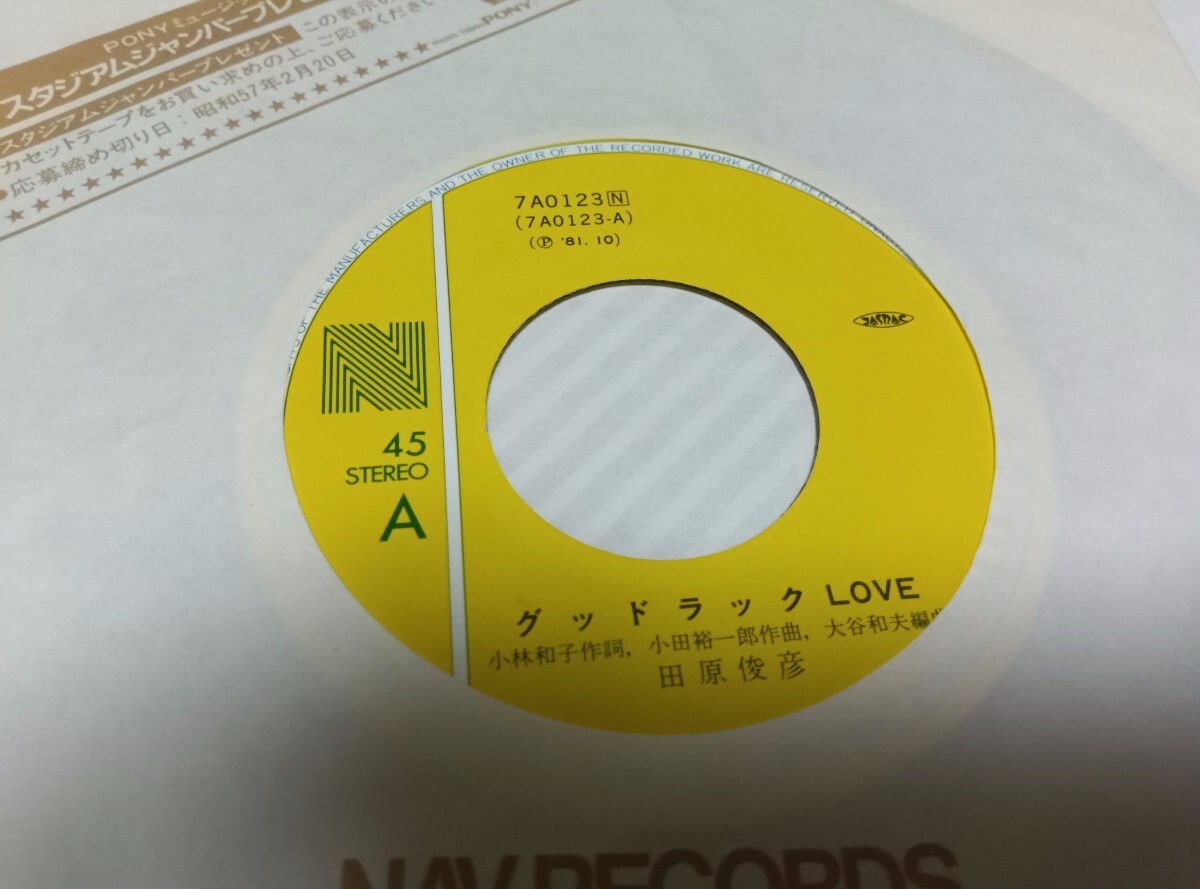 PONYミュージック
スタジアムジャンパープレ
スタジアムジャンパープレゼント この表示の
カセットテープをお買い求めの上、ご応募ください
●応募締め切り日：昭和57年2月20日
PONY
OF THE MANUFACTURERS AND THE OWNER OF THE RECORDED WORK ARE RESERVED
7A0123 N
(7A0123-A)
(Ⓟ '81. 10)
JASRAC
N
45
STEREO
A
グッドラック LOVE
小林和子作詞, 小田裕一郎作曲, 大谷和夫編曲
田原俊彦
NAV RECORDS